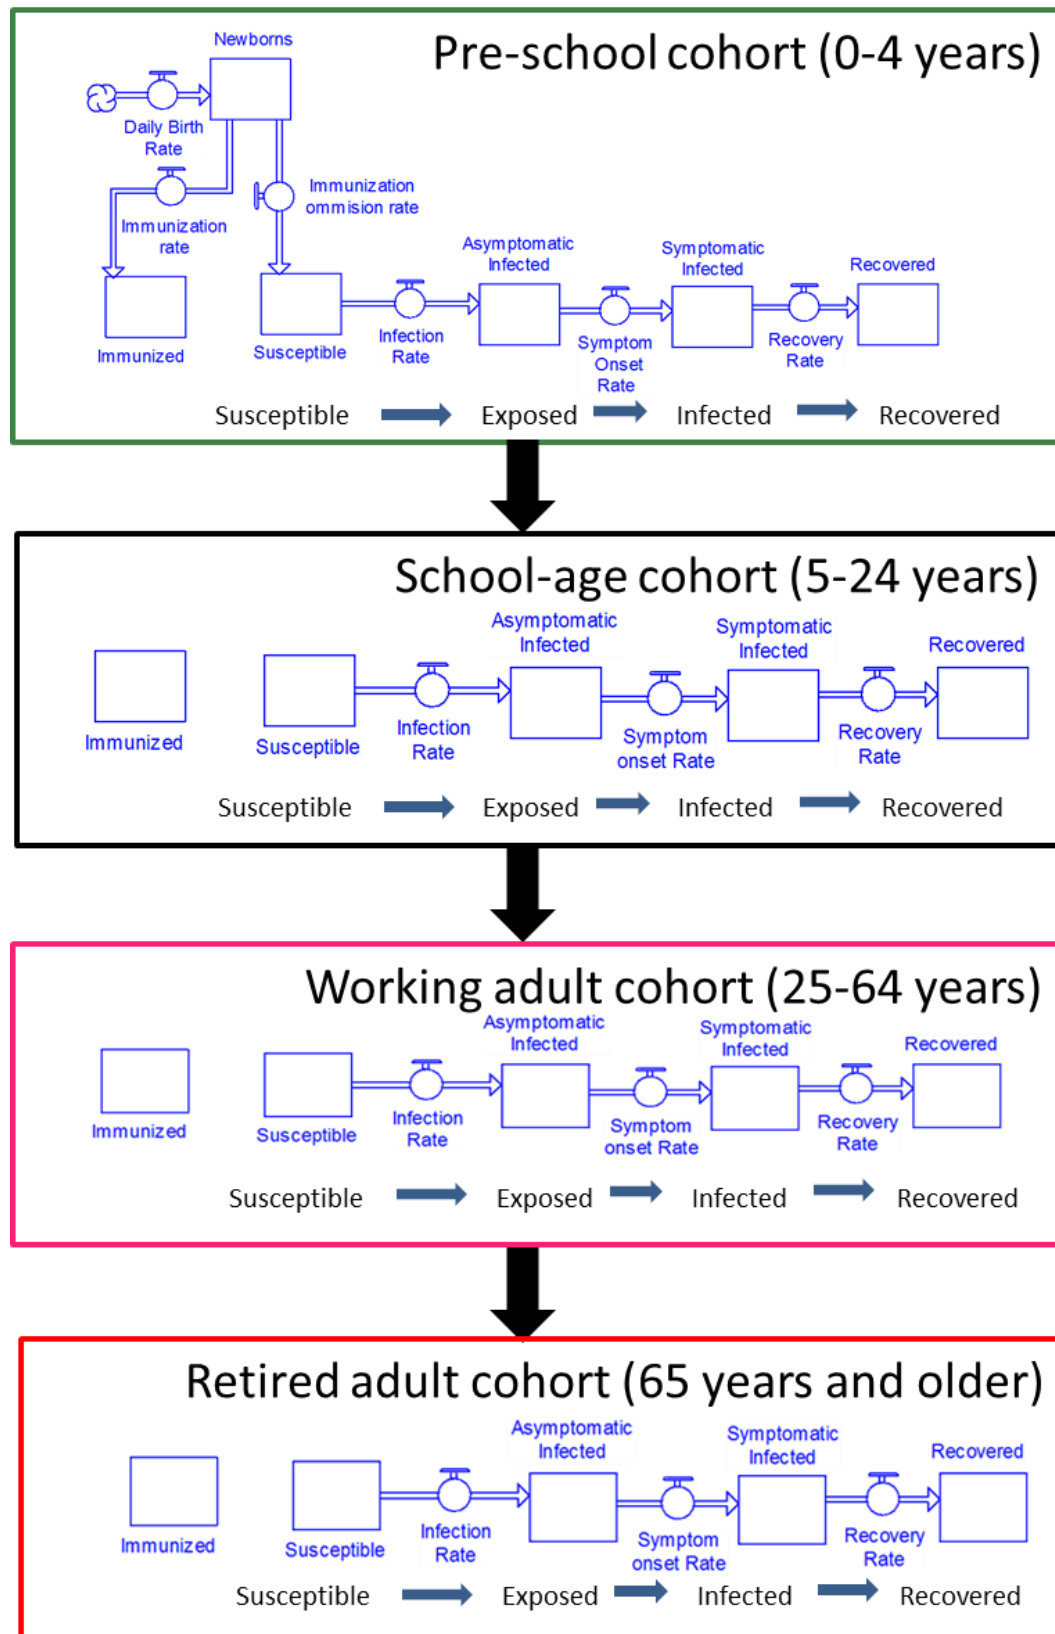 Pre-school cohort (0-4 years)
Newborns
Daily Birth
Rate
Immunization
rate
Immunization
ommision rate
Immunized
Susceptible
Infection
Rate
Asymptomatic
Infected
Symptom
Onset
Rate
Symptomatic
Infected
Recovery
Rate
Recovered
Susceptible Exposed Infected Recovered
School-age cohort (5-24 years)
Immunized
Susceptible
Infection
Rate
Asymptomatic
Infected
Symptom
onset Rate
Symptomatic
Infected
Recovery
Rate
Recovered
Susceptible Exposed Infected Recovered
Working adult cohort (25-64 years)
Immunized
Susceptible
Infection
Rate
Asymptomatic
Infected
Symptom
onset Rate
Symptomatic
Infected
Recovery
Rate
Recovered
Susceptible Exposed Infected Recovered
Retired adult cohort (65 years and older)
Immunized
Susceptible
Infection
Rate
Asymptomatic
Infected
Symptom
onset Rate
Symptomatic
Infected
Recovery
Rate
Recovered
Susceptible Exposed Infected Recovered